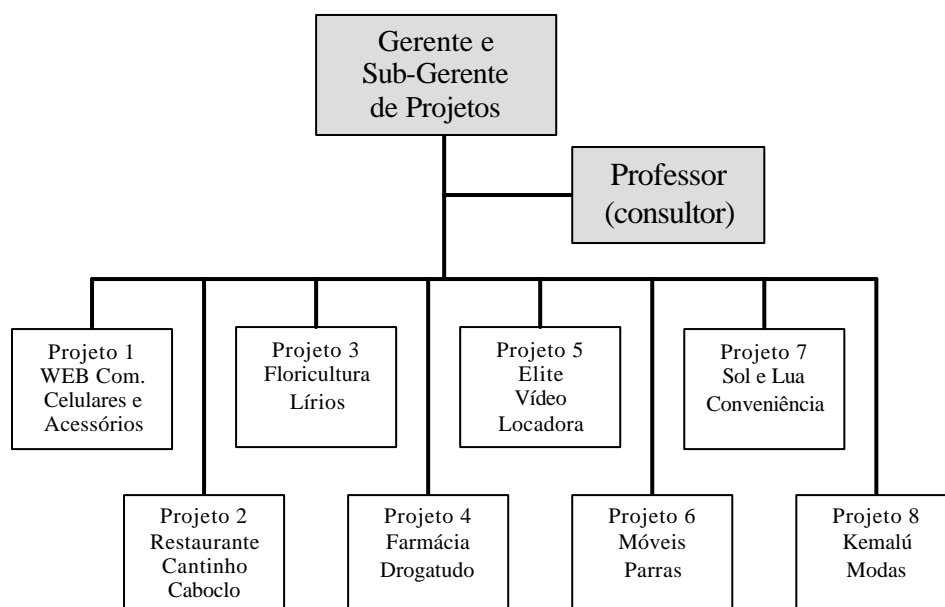 Gerente e
Sub-Gerente
de Projetos
Professor
(consultor)
Projeto 1
WEB Com.
Celulares e
Acessórios
Projeto 3
Floricultura
Lírios
Projeto 5
Elite
Vídeo
Locadora
Projeto 7
Sol e Lua
Conveniência
Projeto 2
Restaurante
Cantinho
Caboclo
Projeto 4
Farmácia
Drogatudo
Projeto 6
Móveis
Parras
Projeto 8
Kemalú
Modas